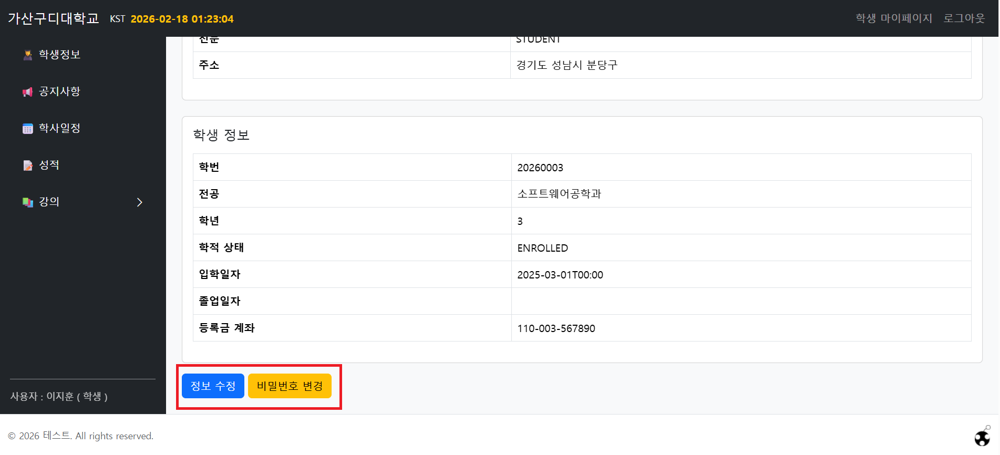 가산구디대학교 KST 2026-02-18 01:23:04 학생 마이페이지 로그아웃
학생정보
공지사항
학사일정
성적
강의
사용자 : 이지훈 ( 학생 )
STUDENT
주소 경기도 성남시 분당구
학생 정보
학번 20260003
전공 소프트웨어공학과
학년 3
학적 상태 ENROLLED
입학일자 2025-03-01T00:00
졸업일자
등록금 계좌 110-003-567890
정보 수정 비밀번호 변경
© 2026 테스트. All rights reserved.